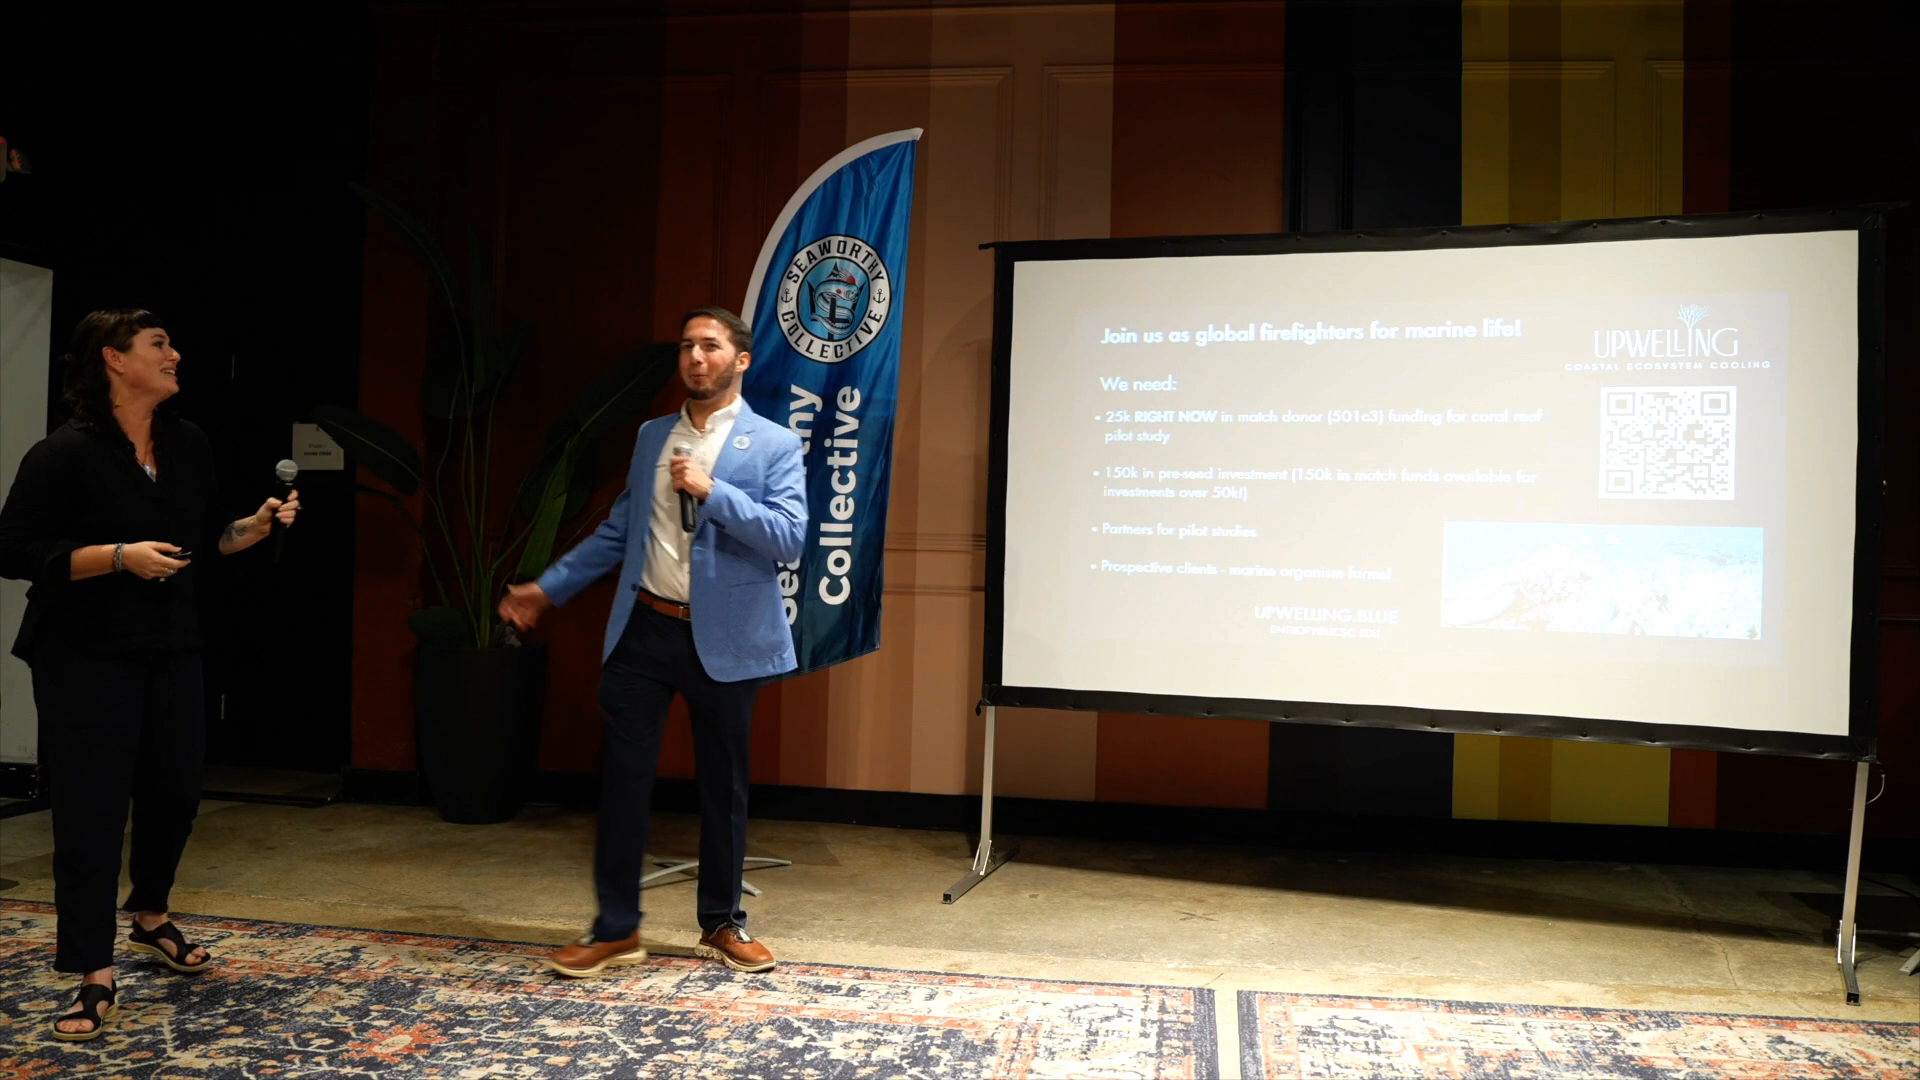 SEAWORTHY
COLLECTIVE
Collective
Join us as global firefighters for marine life!
We need:
• 25k RIGHT NOW in match donor (501c3) funding for coral reef
pilot study
• 150k in pre-seed investment (150k in match funds available for
investments over 50k!)
• Partners for pilot studies
• Prospective clients - marine organism farms!
UPWELLING.BLUE
UPWELLING
COASTAL ECOSYSTEM COOLING